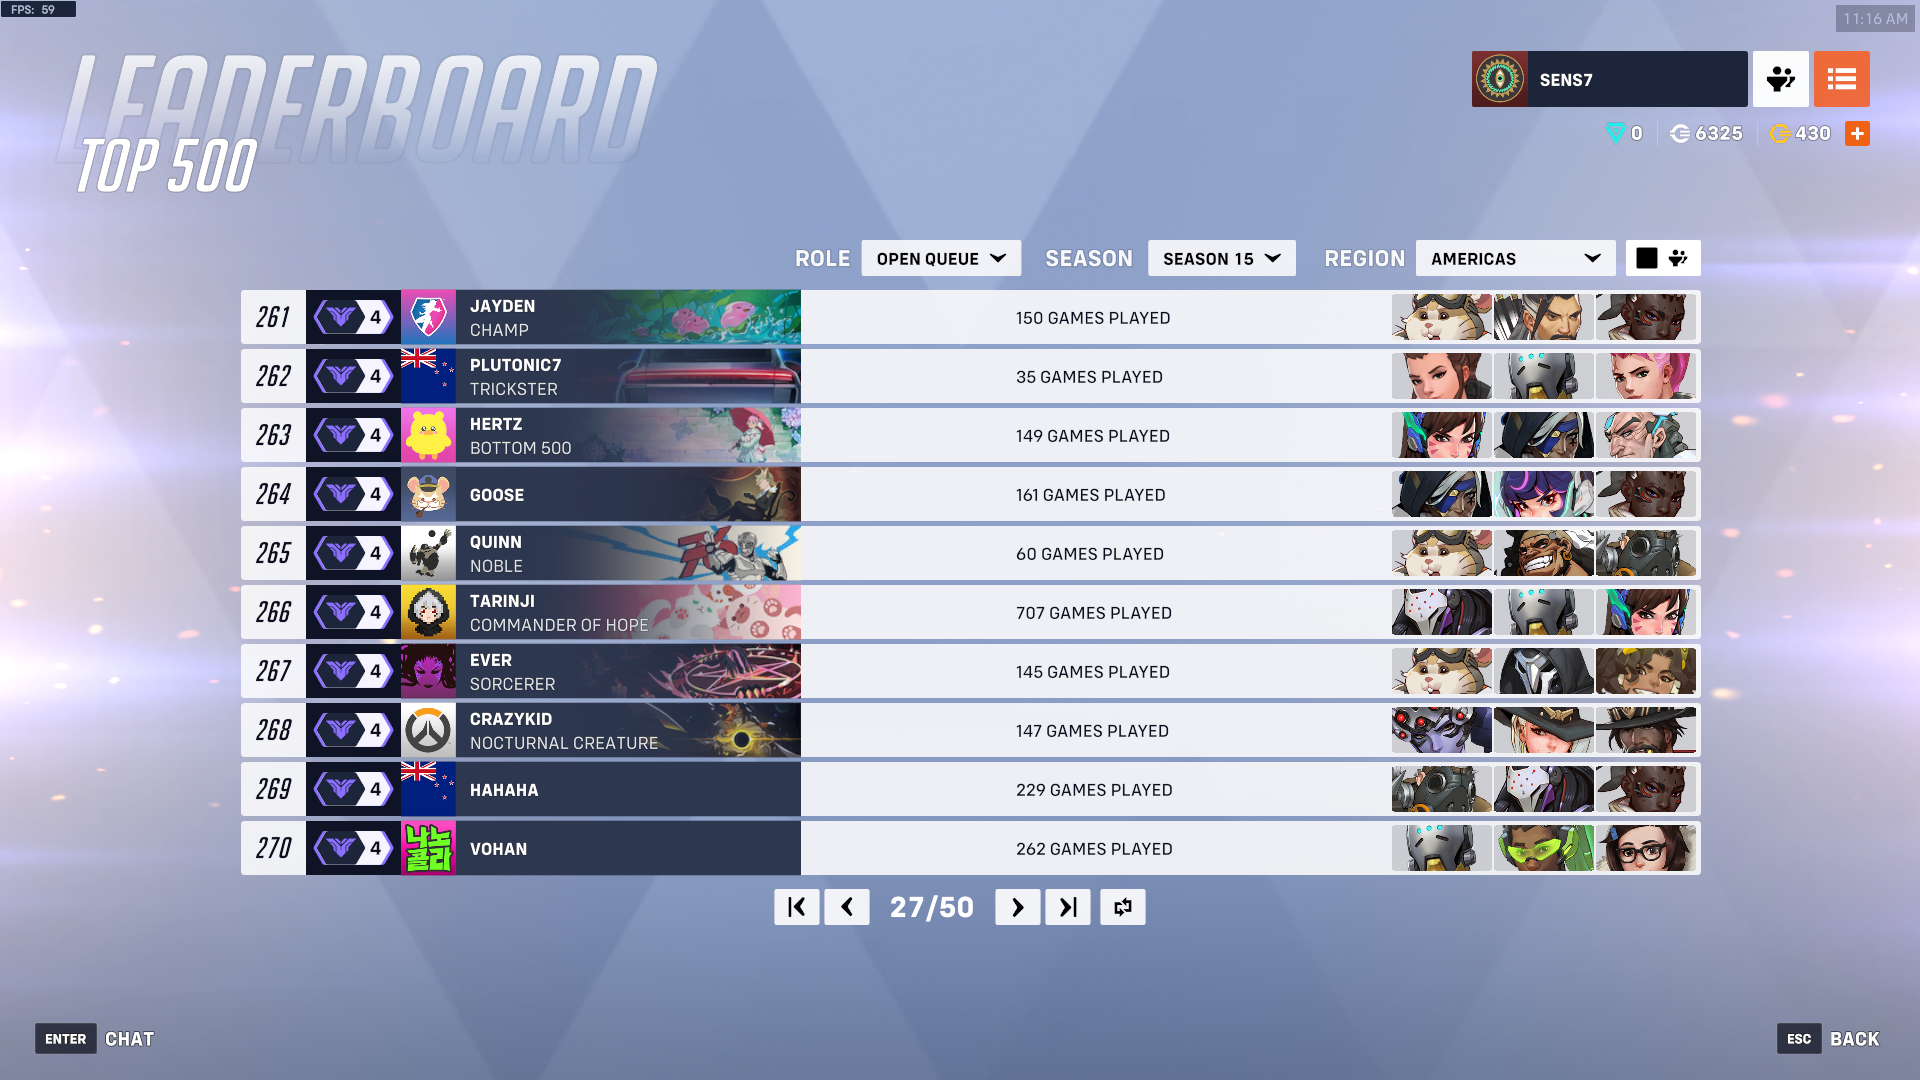 FPS: 59
11:16 AM
LEADERBOARD
TOP 500
SENS7
0 6325 430
ROLE OPEN QUEUE SEASON SEASON 15 REGION AMERICAS
261 4 JAYDEN
CHAMP
150 GAMES PLAYED
262 4 PLUTONIC7
TRICKSTER
35 GAMES PLAYED
263 4 HERTZ
BOTTOM 500
149 GAMES PLAYED
264 4 GOOSE
161 GAMES PLAYED
265 4 QUINN
NOBLE
60 GAMES PLAYED
266 4 TARINJI
COMMANDER OF HOPE
707 GAMES PLAYED
267 4 EVER
SORCERER
145 GAMES PLAYED
268 4 CRAZYKID
NOCTURNAL CREATURE
147 GAMES PLAYED
269 4 HAHAHA
229 GAMES PLAYED
270 4 VOHAN
262 GAMES PLAYED
27/50
ENTER CHAT
ESC BACK